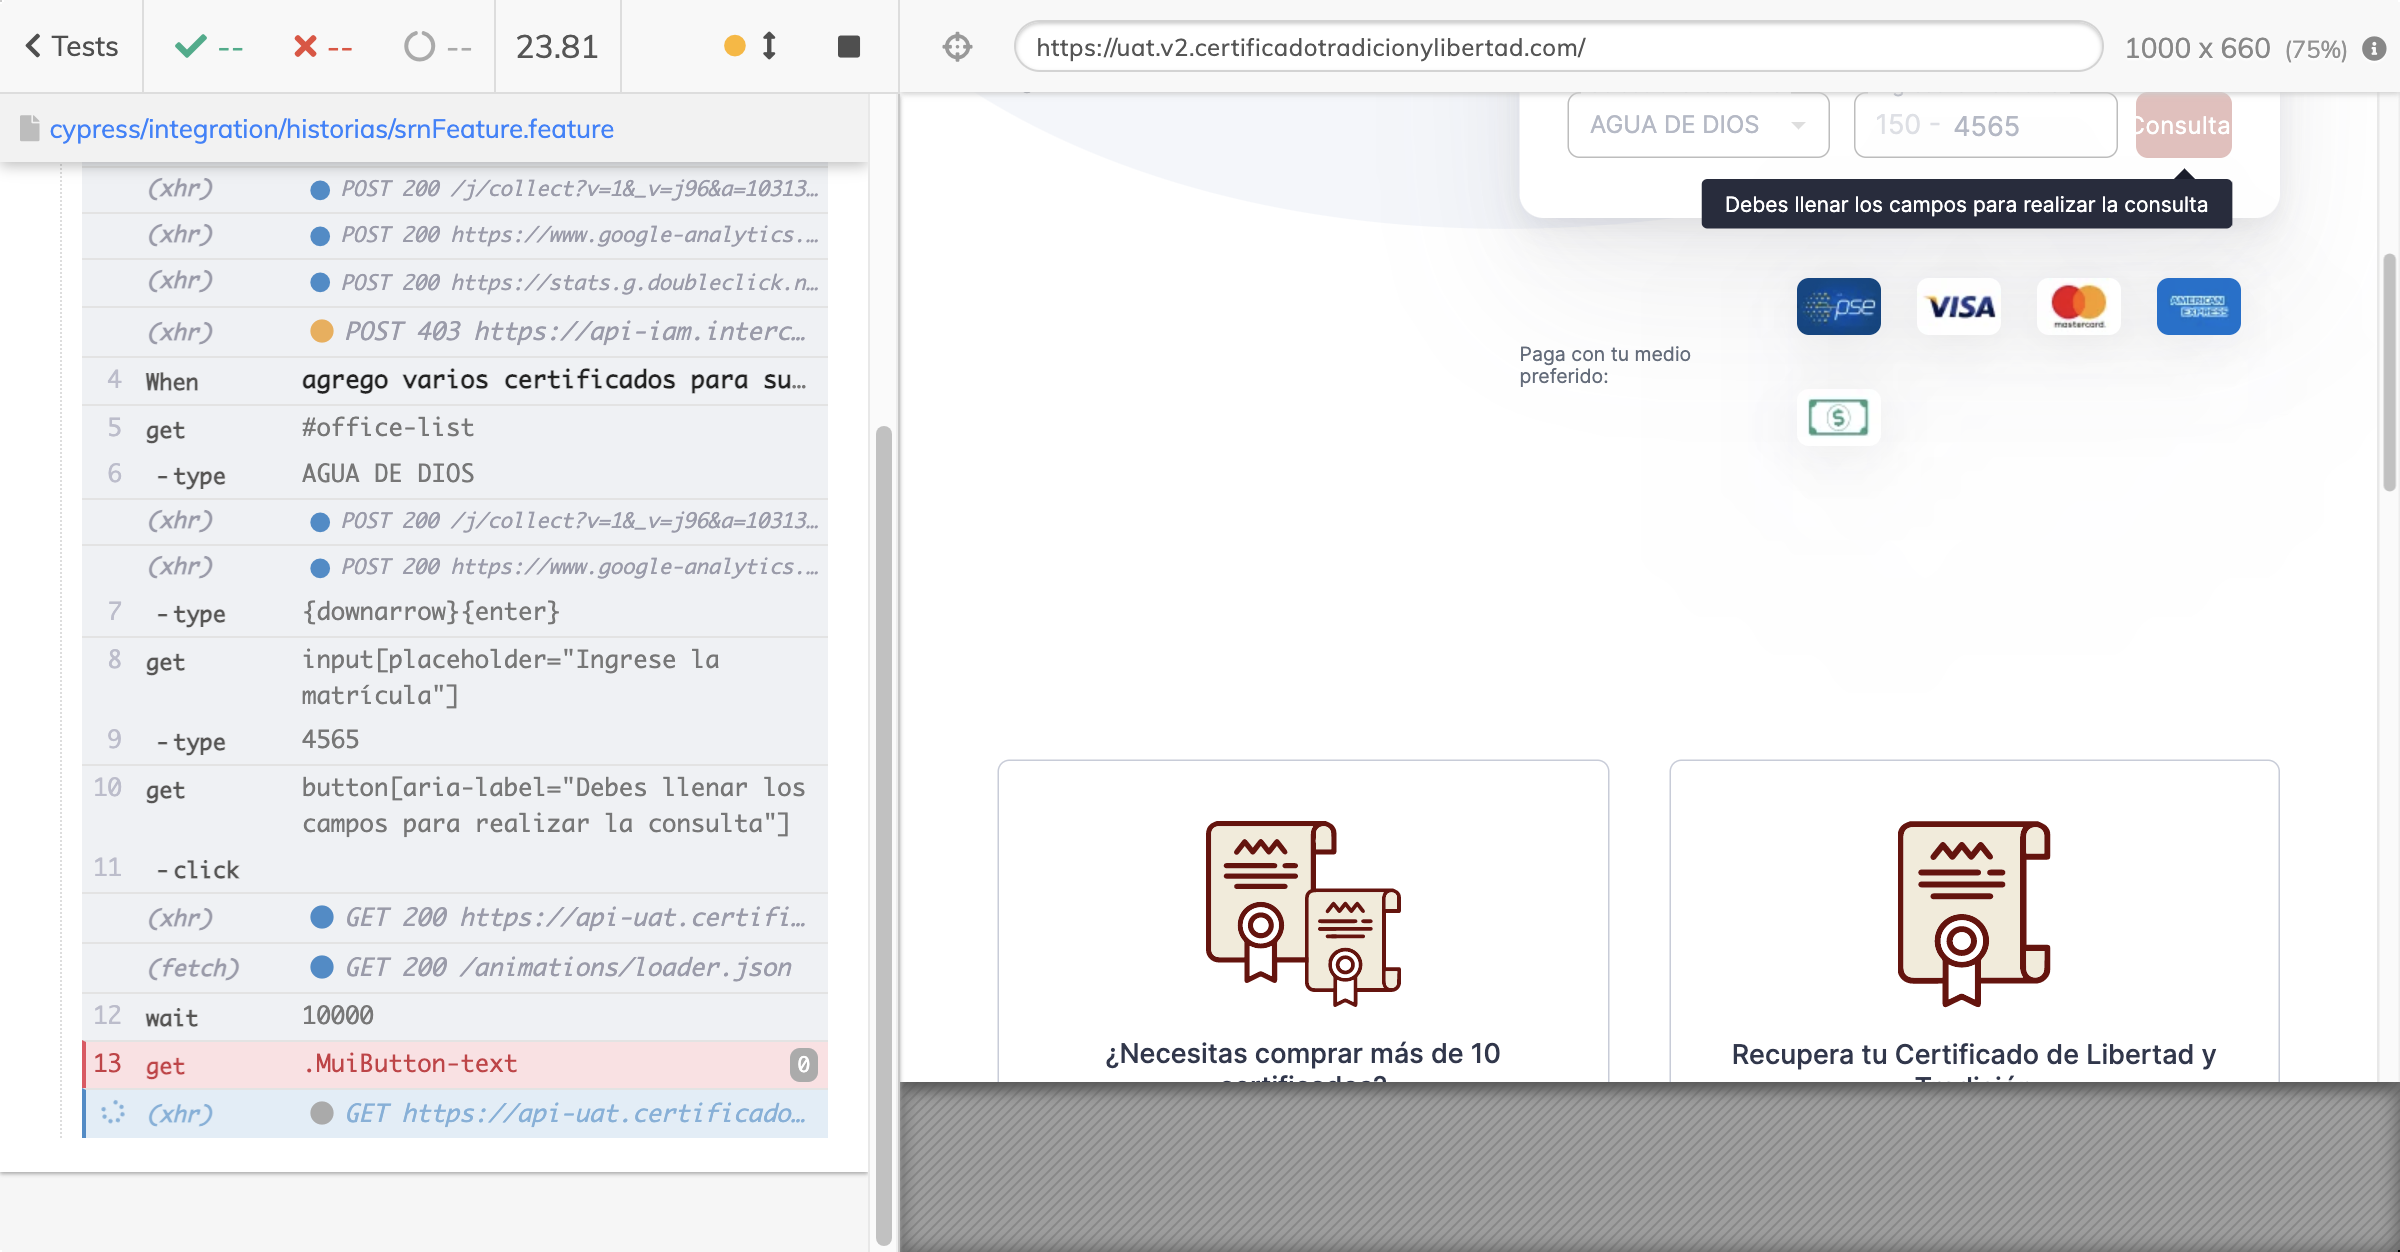 Tests
--
--
--
23.81
https://uat.v2.certificadotradicionylibertad.com/
1000 x 660 (75%)
cypress/integration/historias/srnFeature.feature
(xhr) POST 200 /j/collect?v=1&_v=j96&a=10313…
(xhr) POST 200 https://www.google-analytics.…
(xhr) POST 200 https://stats.g.doubleclick.n…
(xhr) POST 403 https://api-iam.interc…
4 When agrego varios certificados para su…
5 get #office-list
6 -type AGUA DE DIOS
(xhr) POST 200 /j/collect?v=1&_v=j96&a=10313…
(xhr) POST 200 https://www.google-analytics.…
7 -type {downarrow}{enter}
8 get input[placeholder="Ingrese la
matrícula"]
9 -type 4565
10 get button[aria-label="Debes llenar los
campos para realizar la consulta"]
11 -click
(xhr) GET 200 https://api-uat.certifi…
(fetch) GET 200 /animations/loader.json
12 wait 10000
13 get .MuiButton-text 0
(xhr) GET https://api-uat.certificado…
AGUA DE DIOS
150 - 4565
Consulta
Debes llenar los campos para realizar la consulta
pse
VISA
mastercard
AMERICAN
EXPRESS
Paga con tu medio
preferido:
$
¿Necesitas comprar más de 10
certificados?
Recupera tu Certificado de Libertad y
Tradición